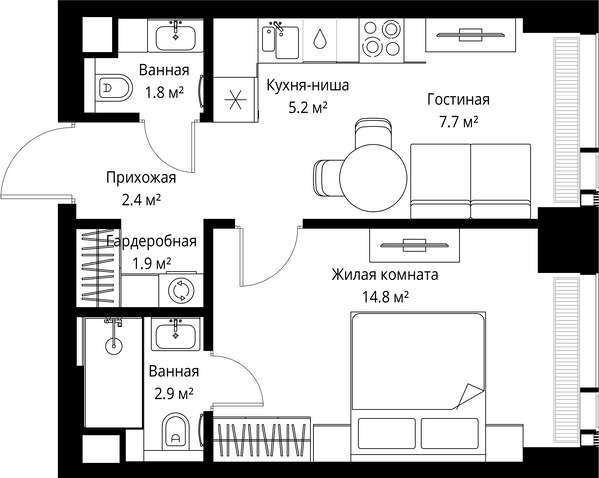 Ванная
1.8 м²
Кухня-ниша
5.2 м²
Гостиная
7.7 м²
Прихожая
2.4 м²
Гардеробная
1.9 м²
Жилая комната
14.8 м²
Ванная
2.9 м²